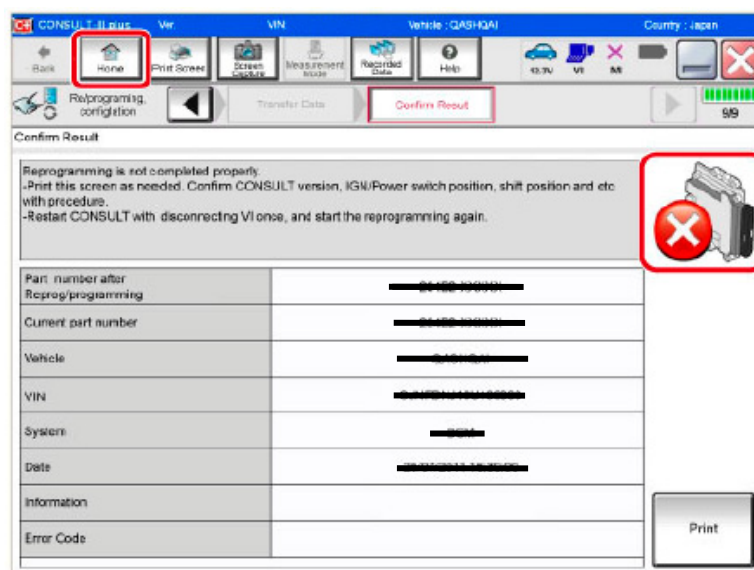 CONSULT-III plus Ver. VIN: Vehicle : QASHQAI Country : Japan
Back Home Print Screen Screen Capture Measurement Mode Recorded Data Help 12.7V VI MI
Re/programing, configtation Transfer Data Confirm Result 9/9
Confirm Result
Reprogramming is not completed properly.
-Print this screen as needed. Confirm CONSULT version, IGN/Power switch position, shift position and etc
with precedure.
-Restart CONSULT with disconnecting VI once, and start the reprogramming again.
Part number after
Reprog/programming
Current part number
Vehicle
VIN
System
Date
Information
Error Code
Print